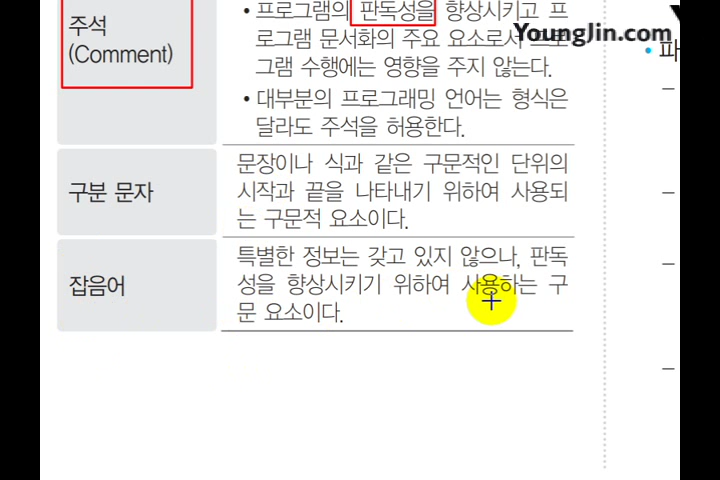 • 프로그램의 판독성을 향상시키고 프
주석
(Comment)
로그램 문서화의 주요 요소로서 프로
그램 수행에는 영향을 주지 않는다.
• 대부분의 프로그래밍 언어는 형식은
달라도 주석을 허용한다.
구분 문자
문장이나 식과 같은 구문적인 단위의
시작과 끝을 나타내기 위하여 사용되
는 구문적 요소이다.
잡음어
특별한 정보는 갖고 있지 않으나, 판독
성을 향상시키기 위하여 사용하는 구
문 요소이다.
YoungJin.com